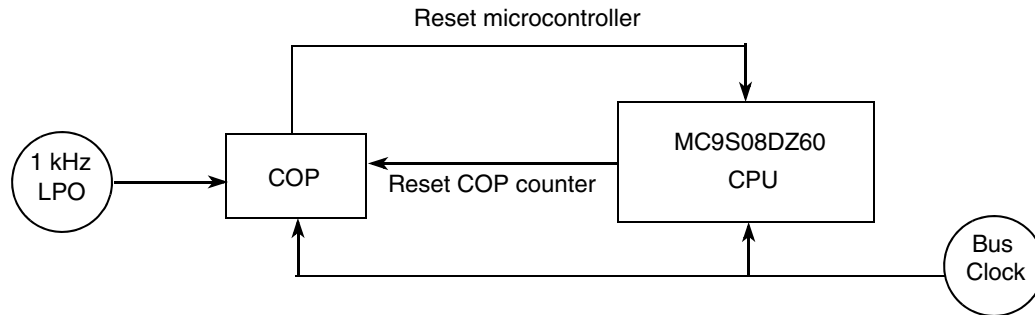 Reset microcontroller
1 kHz
LPO
COP
Reset COP counter
MC9S08DZ60
CPU
Bus
Clock